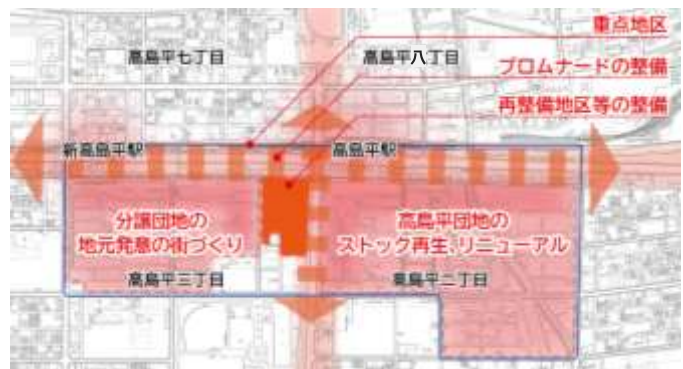 重点地区
高島平七丁目
高島平八丁目
プロムナードの整備
再整備地区等の整備
新高島平駅
高島平駅
分譲団地の
地元発意の街づくり
高島平団地の
ストック再生、リニューアル
高島平三丁目
高島平二丁目